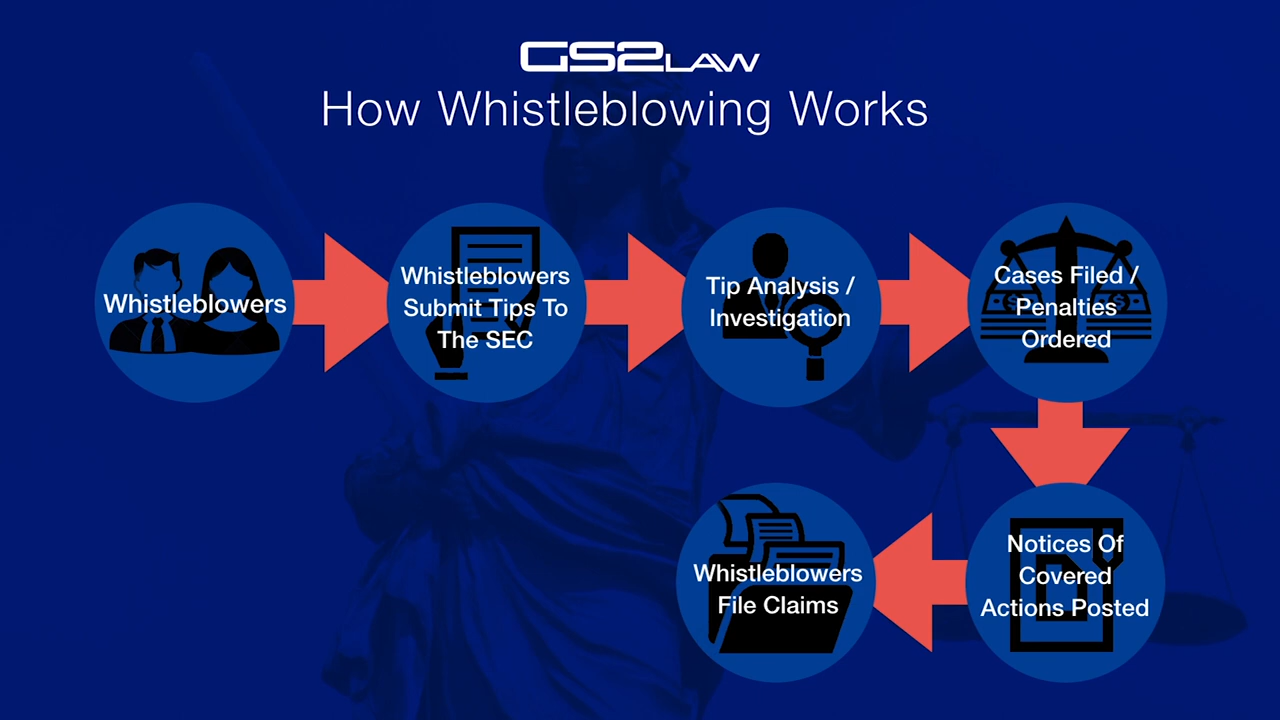 GS2LAW
How Whistleblowing Works
Whistleblowers
Whistleblowers
Submit Tips To
The SEC
Tip Analysis /
Investigation
Cases Filed /
Penalties
Ordered
Notices Of
Covered
Actions Posted
Whistleblowers
File Claims